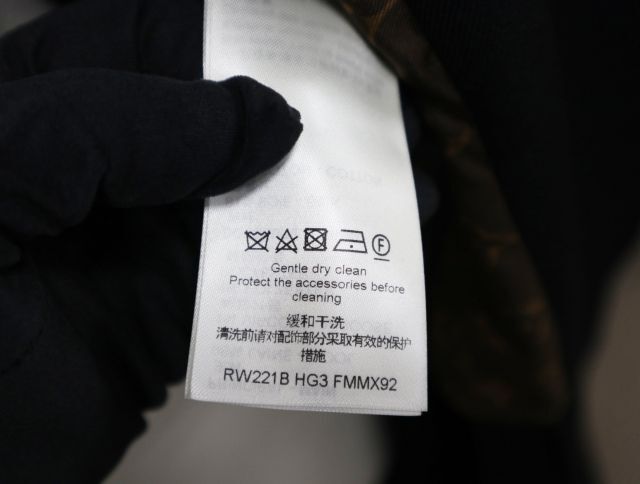 F
Gentle dry clean
Protect the accessories before
cleaning
缓和干洗
清洗前请对配饰部分采取有效的保护
措施
RW221B HG3 FMMX92